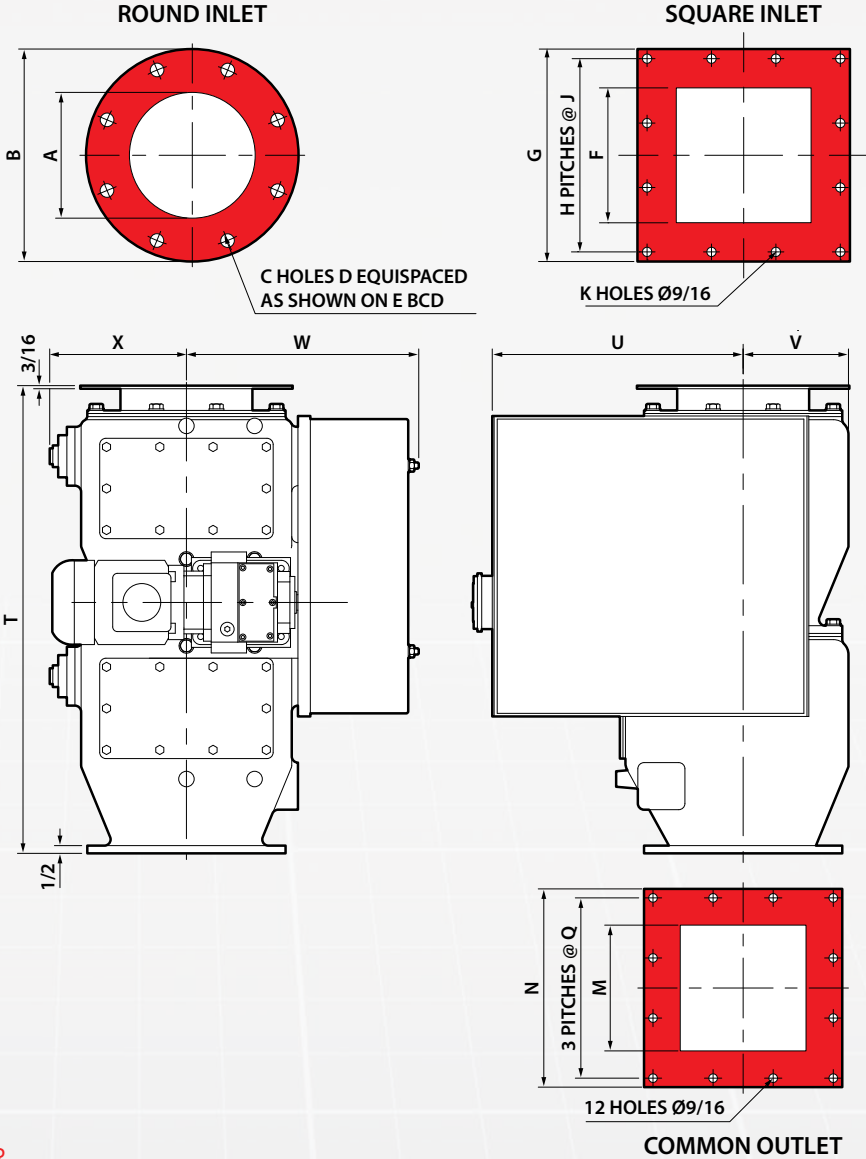 ROUND INLET
SQUARE INLET
B
A
C HOLES D EQUISPACED
AS SHOWN ON E BCD
G
H PITCHES @ J
F
K HOLES Ø9/16
3/16
X
W
T
1/2
U
V
N
3 PITCHES @ Q
M
12 HOLES Ø9/16
COMMON OUTLET